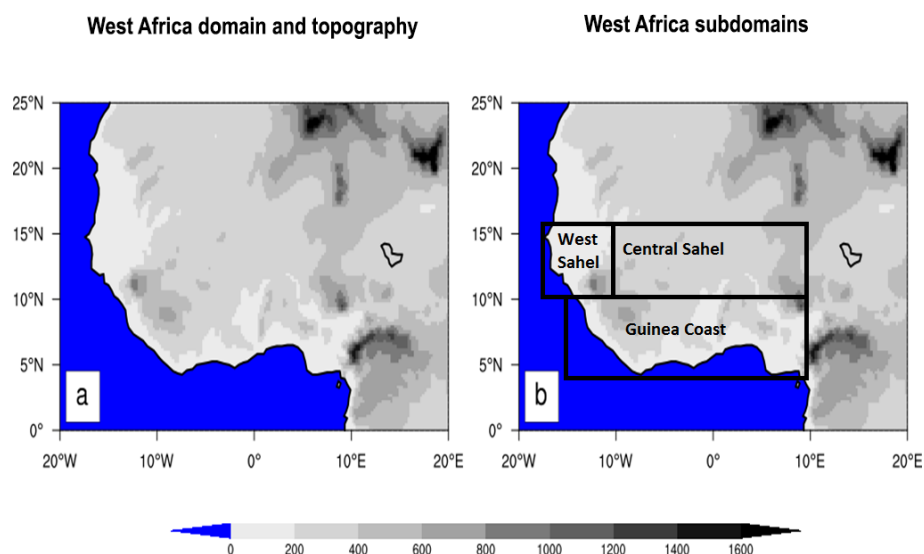 West Africa domain and topography
West Africa subdomains
25°N
20°N
15°N
10°N
5°N
0°
20°W
10°W
0°
10°E
20°E
a
25°N
20°N
15°N
10°N
5°N
0°
20°W
10°W
0°
10°E
20°E
West
Sahel
Central Sahel
Guinea Coast
b
0 200 400 600 800 1000 1200 1400 1600